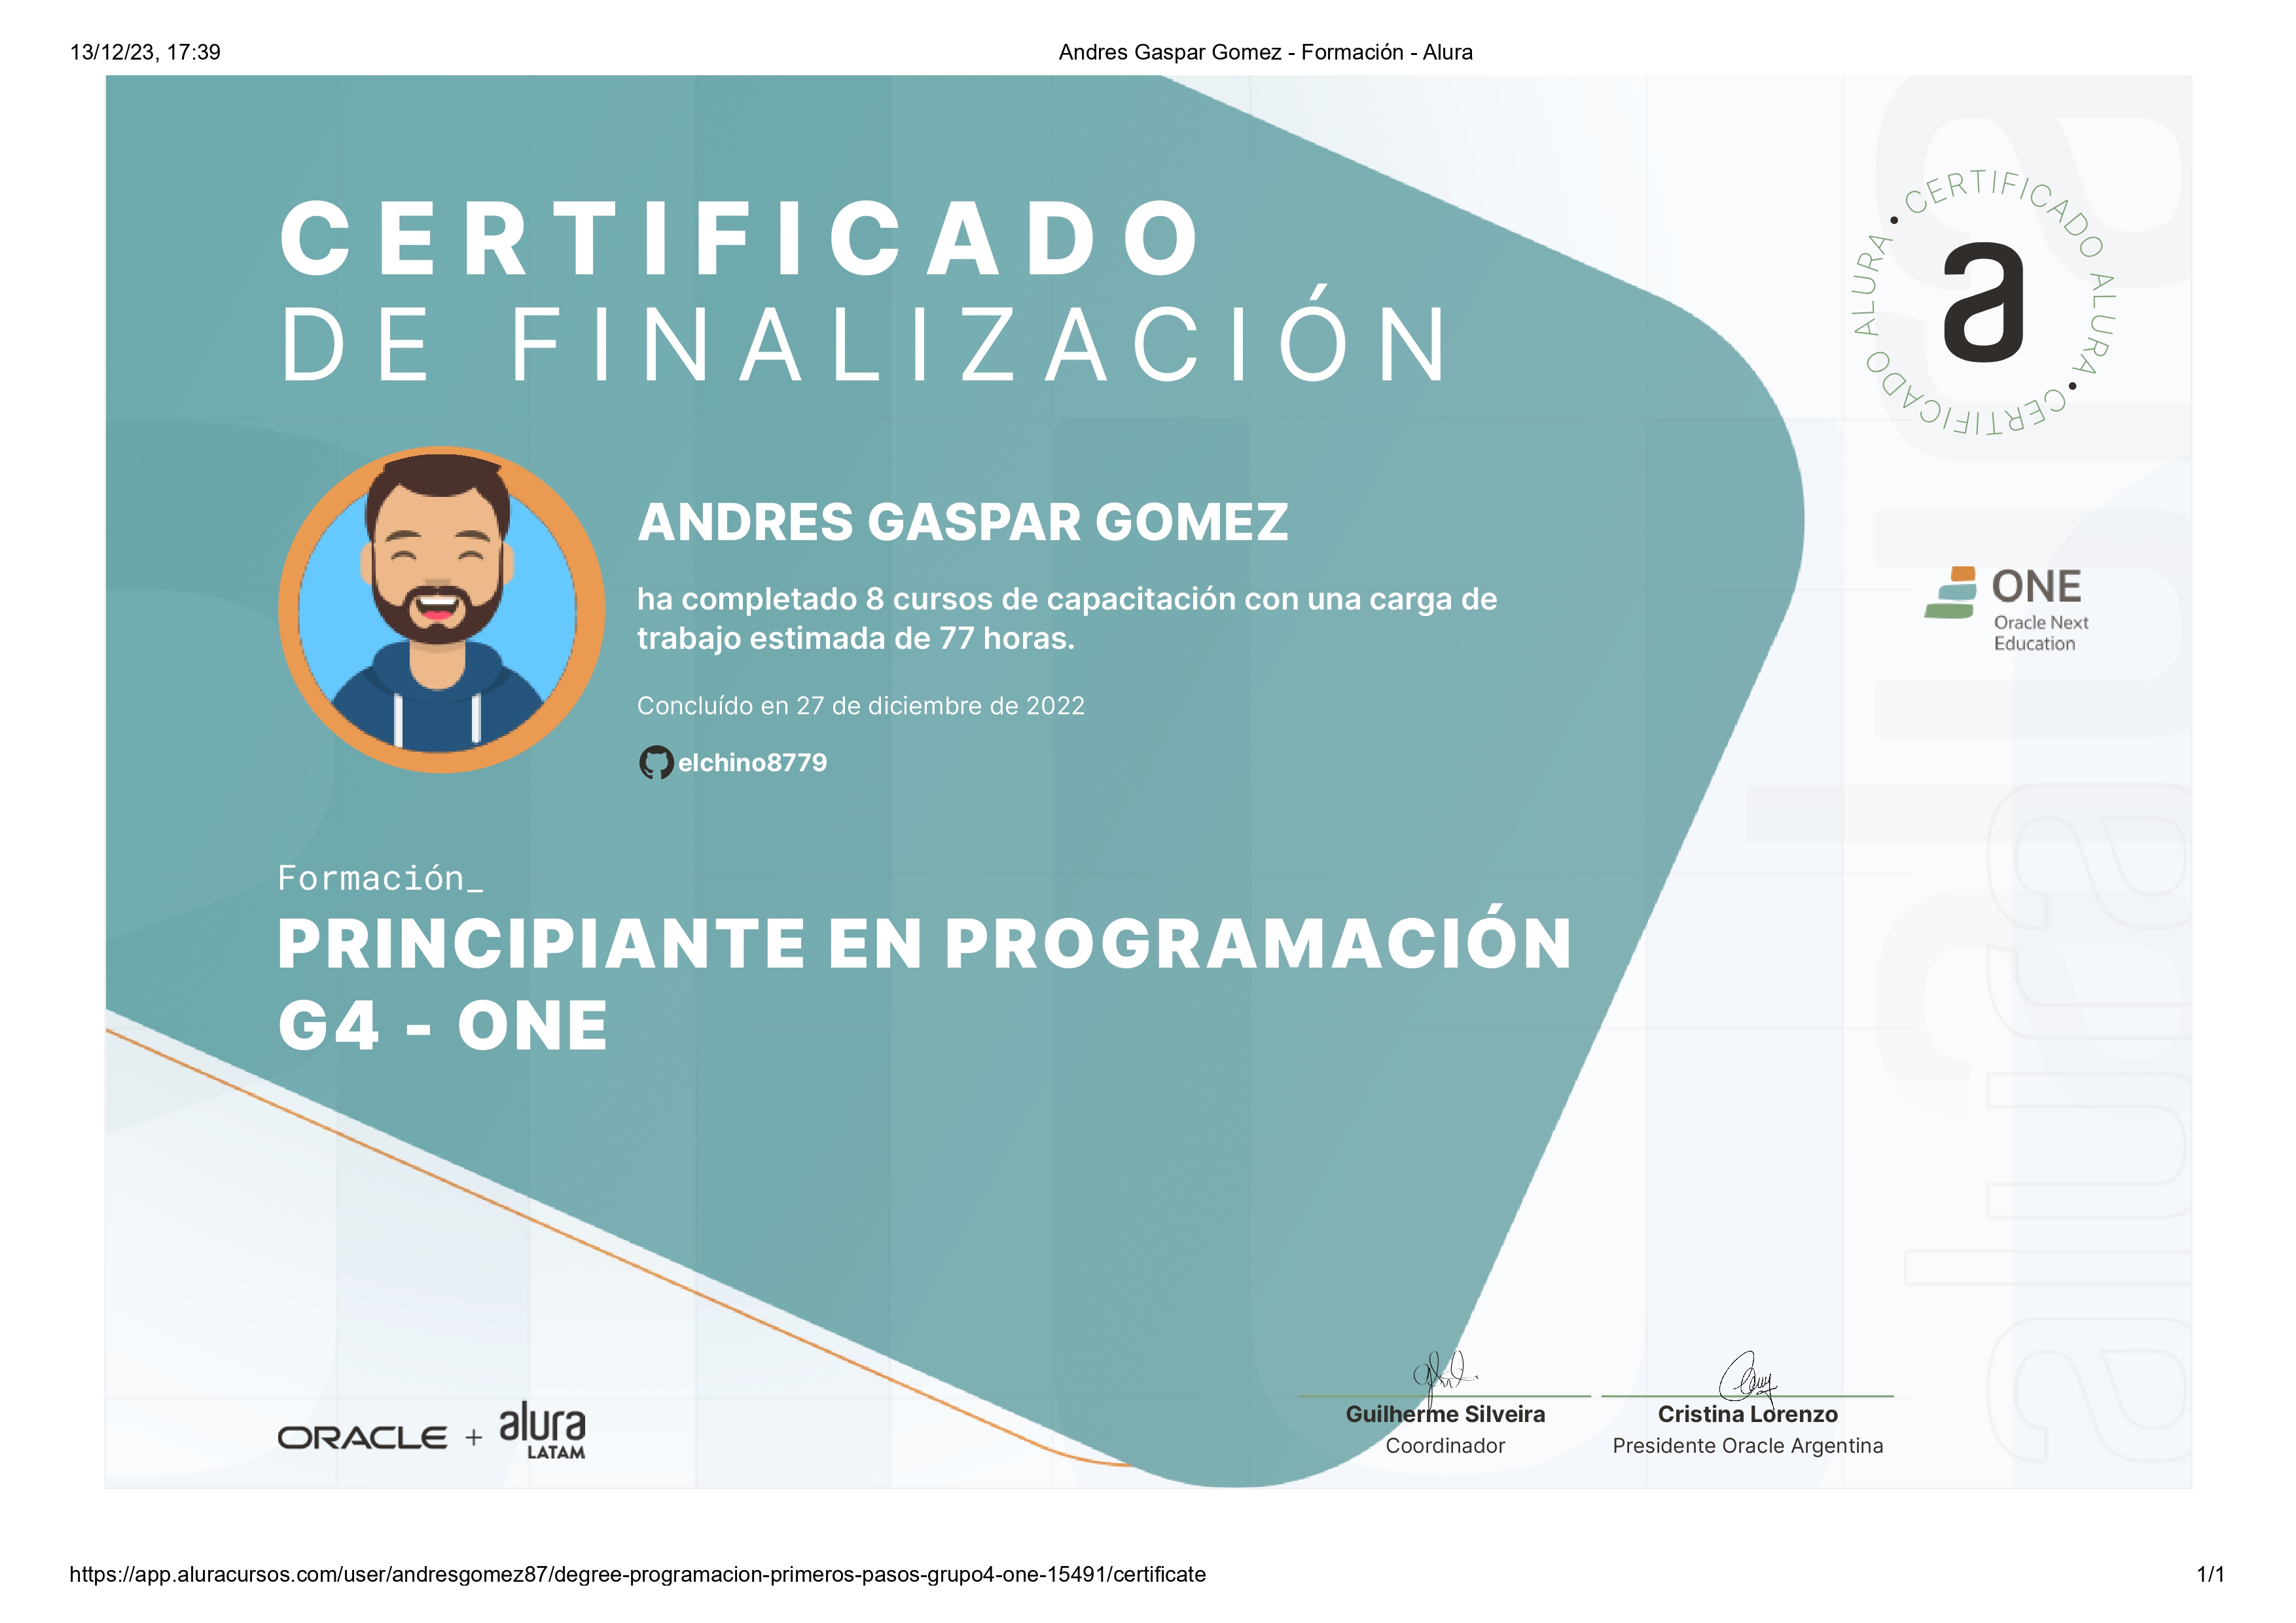 13/12/23, 17:39
Andres Gaspar Gomez - Formación - Alura
CERTIFICADO
DE FINALIZACIÓN
• CERTIFICADO ALURA • CERTIFICADO ALURA
a
ANDRES GASPAR GOMEZ
ha completado 8 cursos de capacitación con una carga de
trabajo estimada de 77 horas.
Concluído en 27 de diciembre de 2022
elchino8779
ONE
Oracle Next
Education
Formación_
PRINCIPIANTE EN PROGRAMACIÓN
G4 - ONE
alura
ORACLE + alura
LATAM
Guilherme Silveira
Coordinador
Cristina Lorenzo
Presidente Oracle Argentina
https://app.aluracursos.com/user/andresgomez87/degree-programacion-primeros-pasos-grupo4-one-15491/certificate
1/1